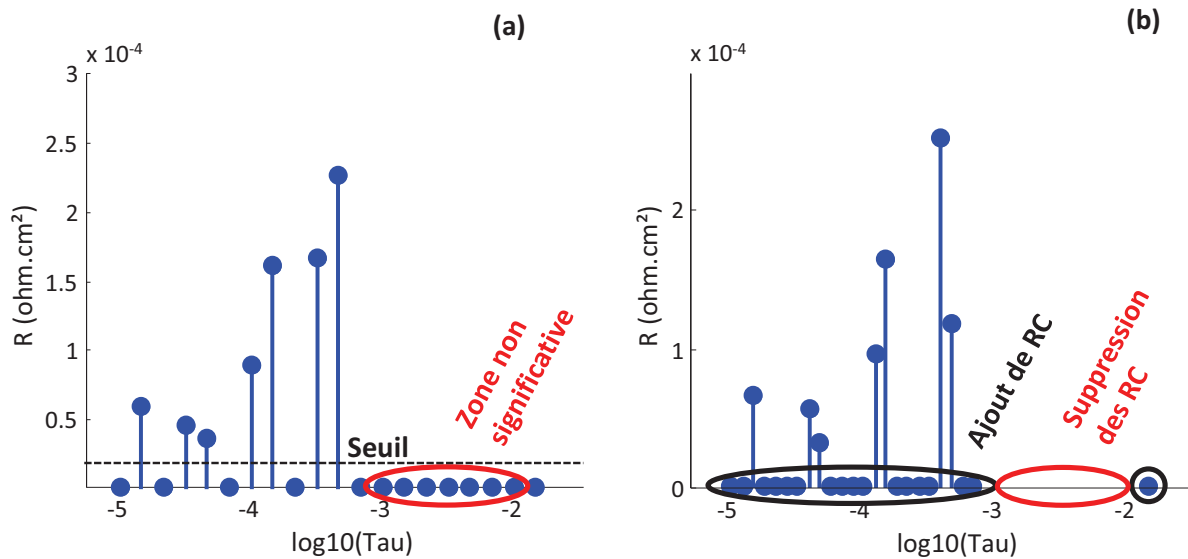 (a)
x 10⁻⁴
3
2.5
2
1.5
1
0.5
R (ohm.cm²)
Seuil
Zone non
significative
-5
-4
-3
-2
log10(Tau)
(b)
x 10⁻⁴
2
1
0
R (ohm.cm²)
Ajout de RC
Suppression
des RC
-5
-4
-3
-2
log10(Tau)